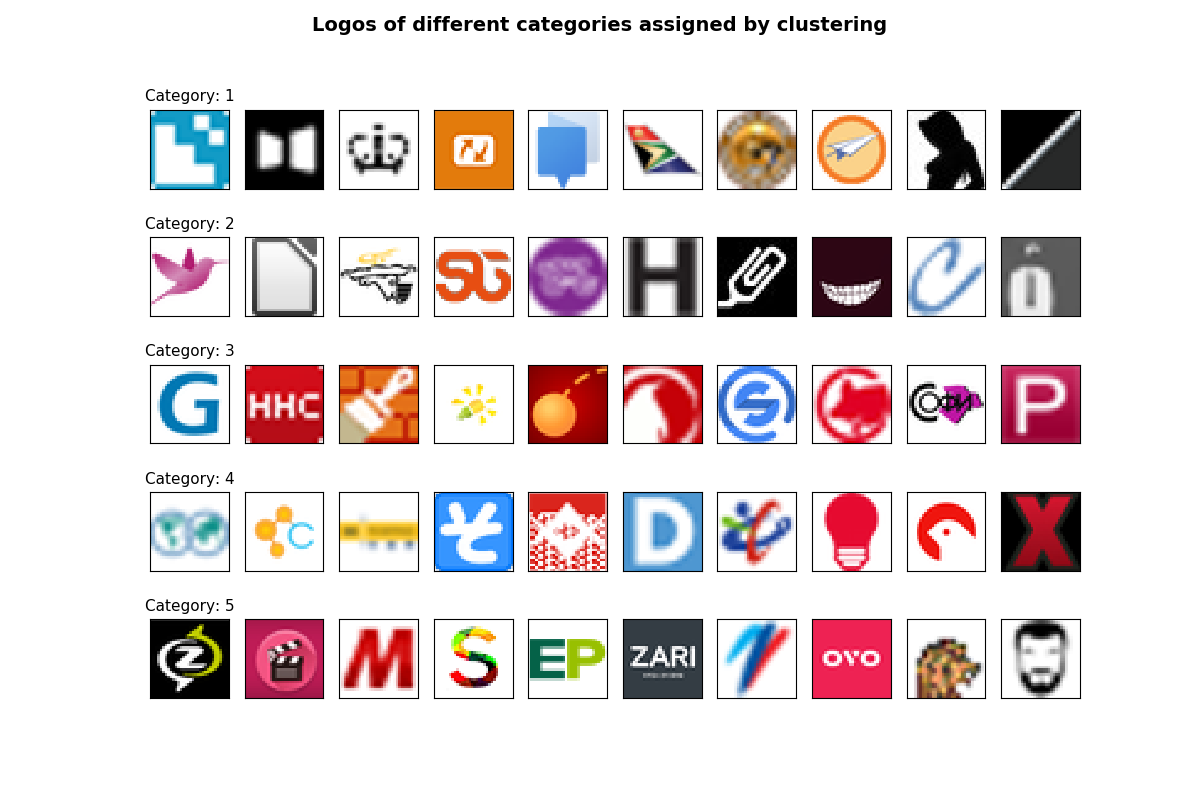 Logos of different categories assigned by clustering
Category: 1
Category: 2
SG
H
C
Category: 3
G
HHC
S
СОФИ
P
Category: 4
C
D
X
Category: 5
Z
M
S
EP
ZARI
OVO